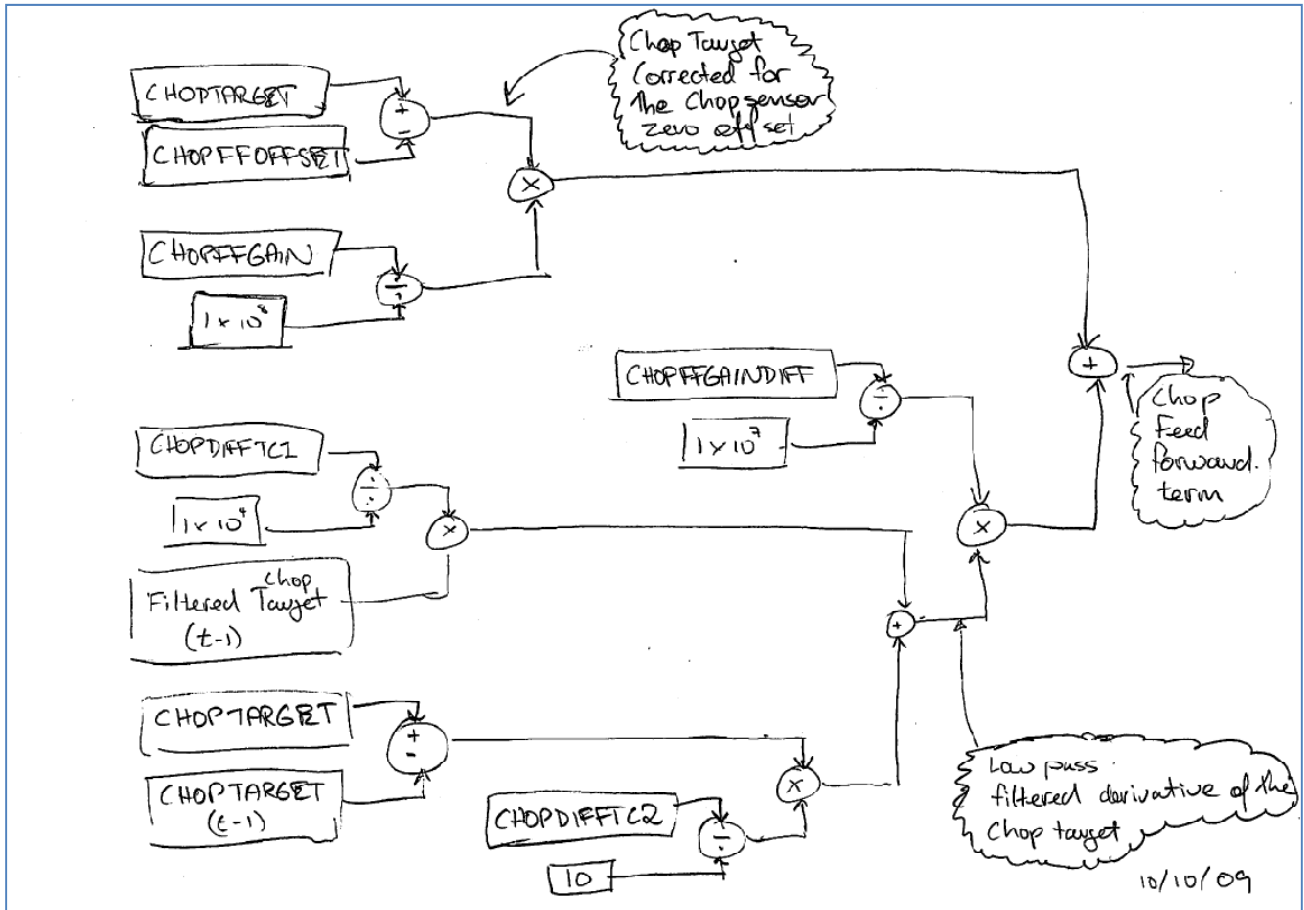 CHOPTARGET
+
-
CHOPFFOFFSET
Chop Target
Corrected for
the Chop sensor
zero offset
×
CHOPFFGAIN
÷
1 × 10⁸
+
CHOPFFGAINDIFF
÷
1 × 10⁷
Chop
Feed
forward.
term
CHOPDIFFTC1
÷
1 × 10⁴
×
×
Chop
Filtered Target
(t-1)
+
CHOPTARGET
+
-
CHOPTARGET
(t-1)
×
CHOPDIFFTC2
÷
10
Low pass
filtered derivative of the
Chop target
10/10/09